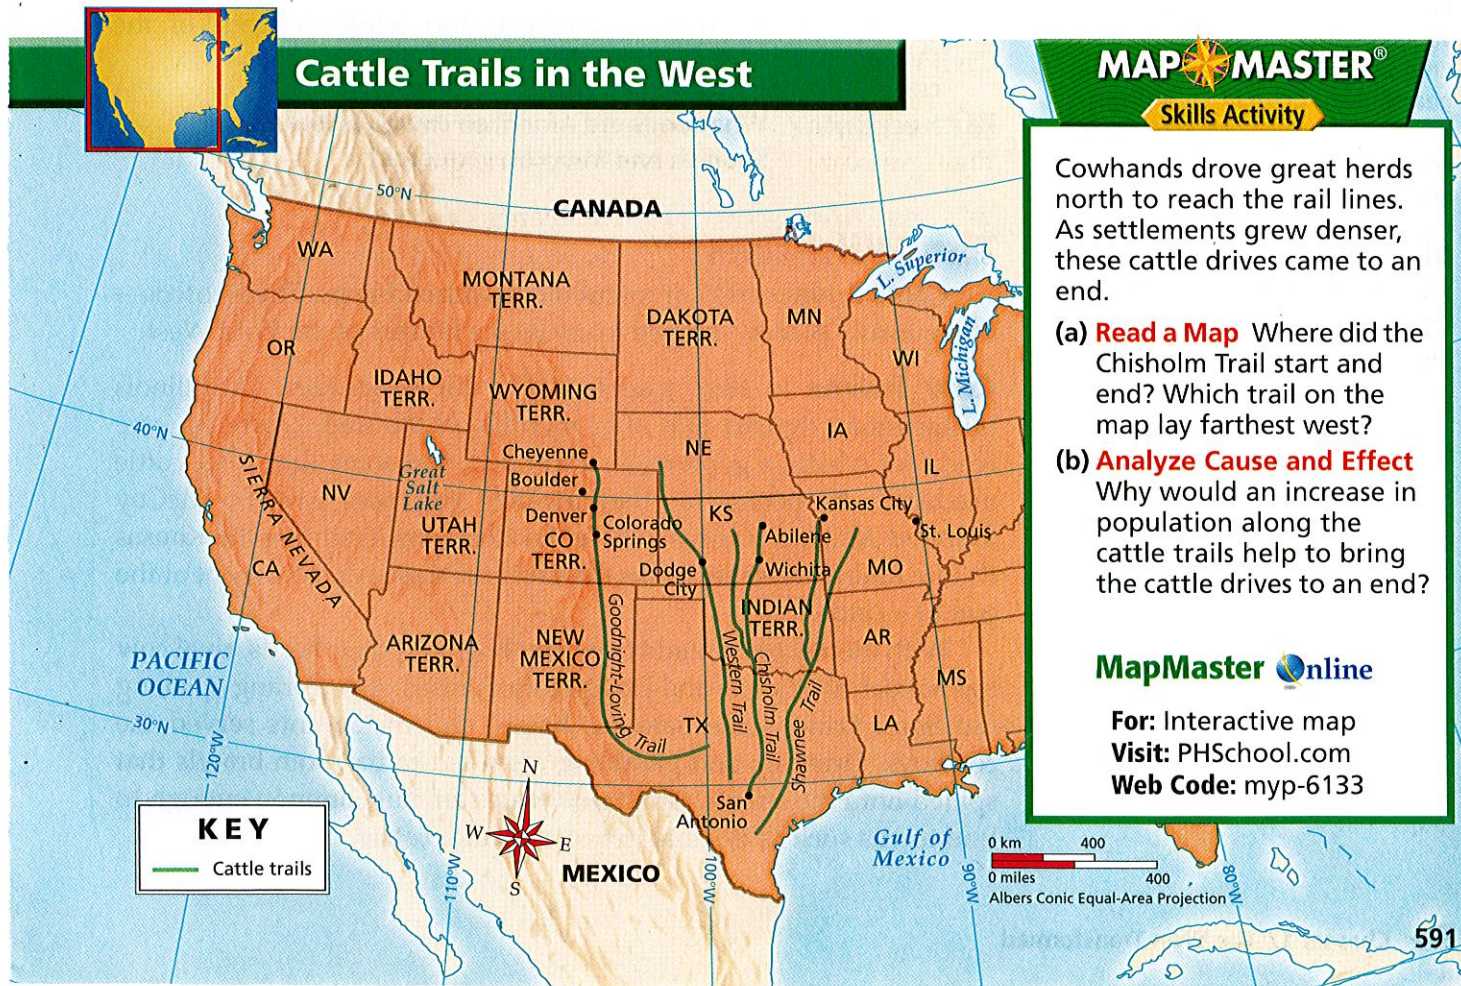 Cattle Trails in the West
MAP MASTER®
Skills Activity
Cowhands drove great herds
north to reach the rail lines.
As settlements grew denser,
these cattle drives came to an
end.
(a) Read a Map Where did the
Chisholm Trail start and
end? Which trail on the
map lay farthest west?
(b) Analyze Cause and Effect
Why would an increase in
population along the
cattle trails help to bring
the cattle drives to an end?
MapMaster Online
For: Interactive map
Visit: PHSchool.com
Web Code: myp-6133
50°N
CANADA
WA
MONTANA
TERR.
DAKOTA
TERR.
MN
L. Superior
OR
IDAHO
TERR.
WYOMING
TERR.
WI
L. Michigan
40°N
SIERRA NEVADA
NV
CA
Great
Salt
Lake
UTAH
TERR.
Cheyenne
Boulder
Denver
Colorado
Springs
CO
TERR.
NE
IA
IL
KS
Kansas City
St. Louis
Abilene
Wichita
Dodge
City
MO
INDIAN
TERR.
AR
ARIZONA
TERR.
NEW
MEXICO
TERR.
Goodnight-Loving Trail
Western Trail
Chisholm Trail
Shawnee Trail
TX
LA
MS
PACIFIC
OCEAN
30°N
120°W
110°W
100°W
90°W
80°W
San
Antonio
N
W
E
S
MEXICO
Gulf of
Mexico
KEY
Cattle trails
0 km 400
0 miles 400
Albers Conic Equal-Area Projection
591